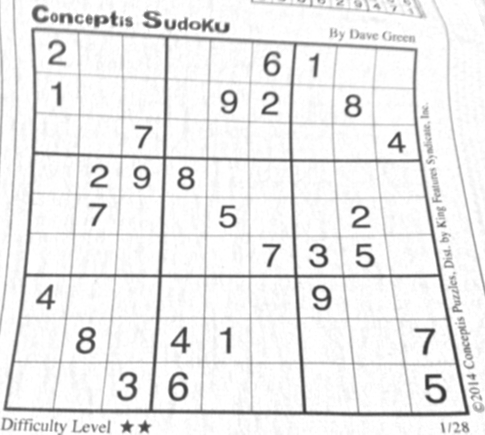 Conceptis Sudoku
By Dave Green
2 6 1
1 9 2 8
7 4
2 9 8
7 5 2
7 3 5
4 9
8 4 1 7
3 6 5
Difficulty Level ★★
1/28
©2014 Conceptis Puzzles, Dist. by King Features Syndicate, Inc.